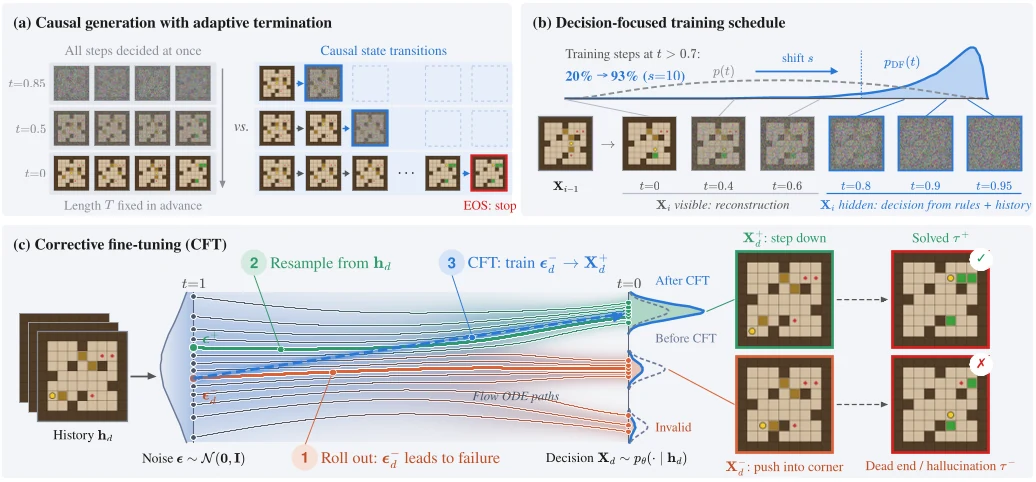 (a) Causal generation with adaptive termination
All steps decided at once
Causal state transitions
t=0.85
t=0.5
vs.
t=0
...
Length T fixed in advance
EOS: stop
(b) Decision-focused training schedule
Training steps at t > 0.7:
20% → 93% (s=10)
p(t)
shift s
p_DF(t)
→
X_{i−1}
t=0
t=0.4
t=0.6
t=0.8
t=0.9
t=0.95
X_i visible: reconstruction
X_i hidden: decision from rules + history
(c) Corrective fine-tuning (CFT)
2 Resample from h_d
3 CFT: train ϵ_d^− → X_d^+
X_d^+: step down
Solved τ^+
✓
t=1
t=0
After CFT
ϵ^+
Before CFT
ϵ_d^−
Flow ODE paths
✗
Invalid
History h_d
Noise ϵ ∼ N(0, I)
1 Roll out: ϵ_d^− leads to failure
Decision X_d ∼ p_θ(· | h_d)
X_d^−: push into corner
Dead end / hallucination τ^−